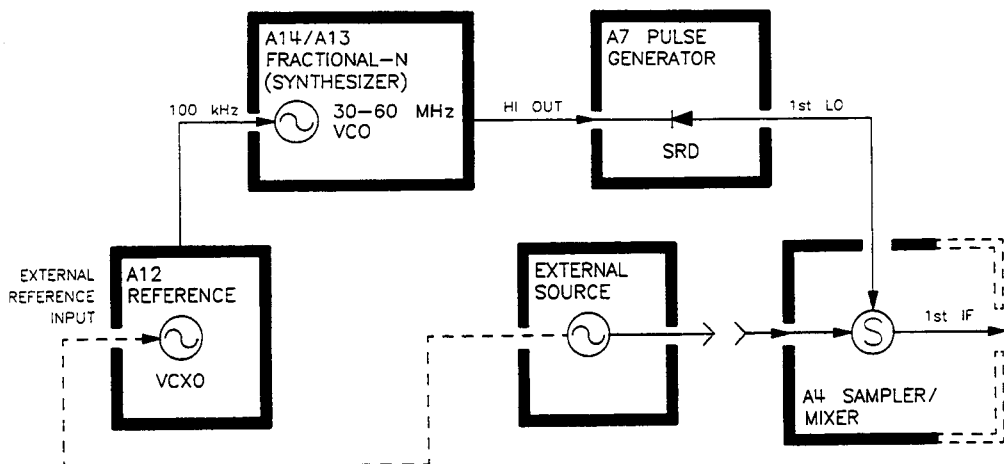 A14/A13
FRACTIONAL-N
(SYNTHESIZER)
30-60 MHz
VCO
100 kHz
HI OUT
A7 PULSE
GENERATOR
SRD
1st LO
EXTERNAL
REFERENCE
INPUT
A12
REFERENCE
VCXO
EXTERNAL
SOURCE
S
1st IF
A4 SAMPLER/
MIXER